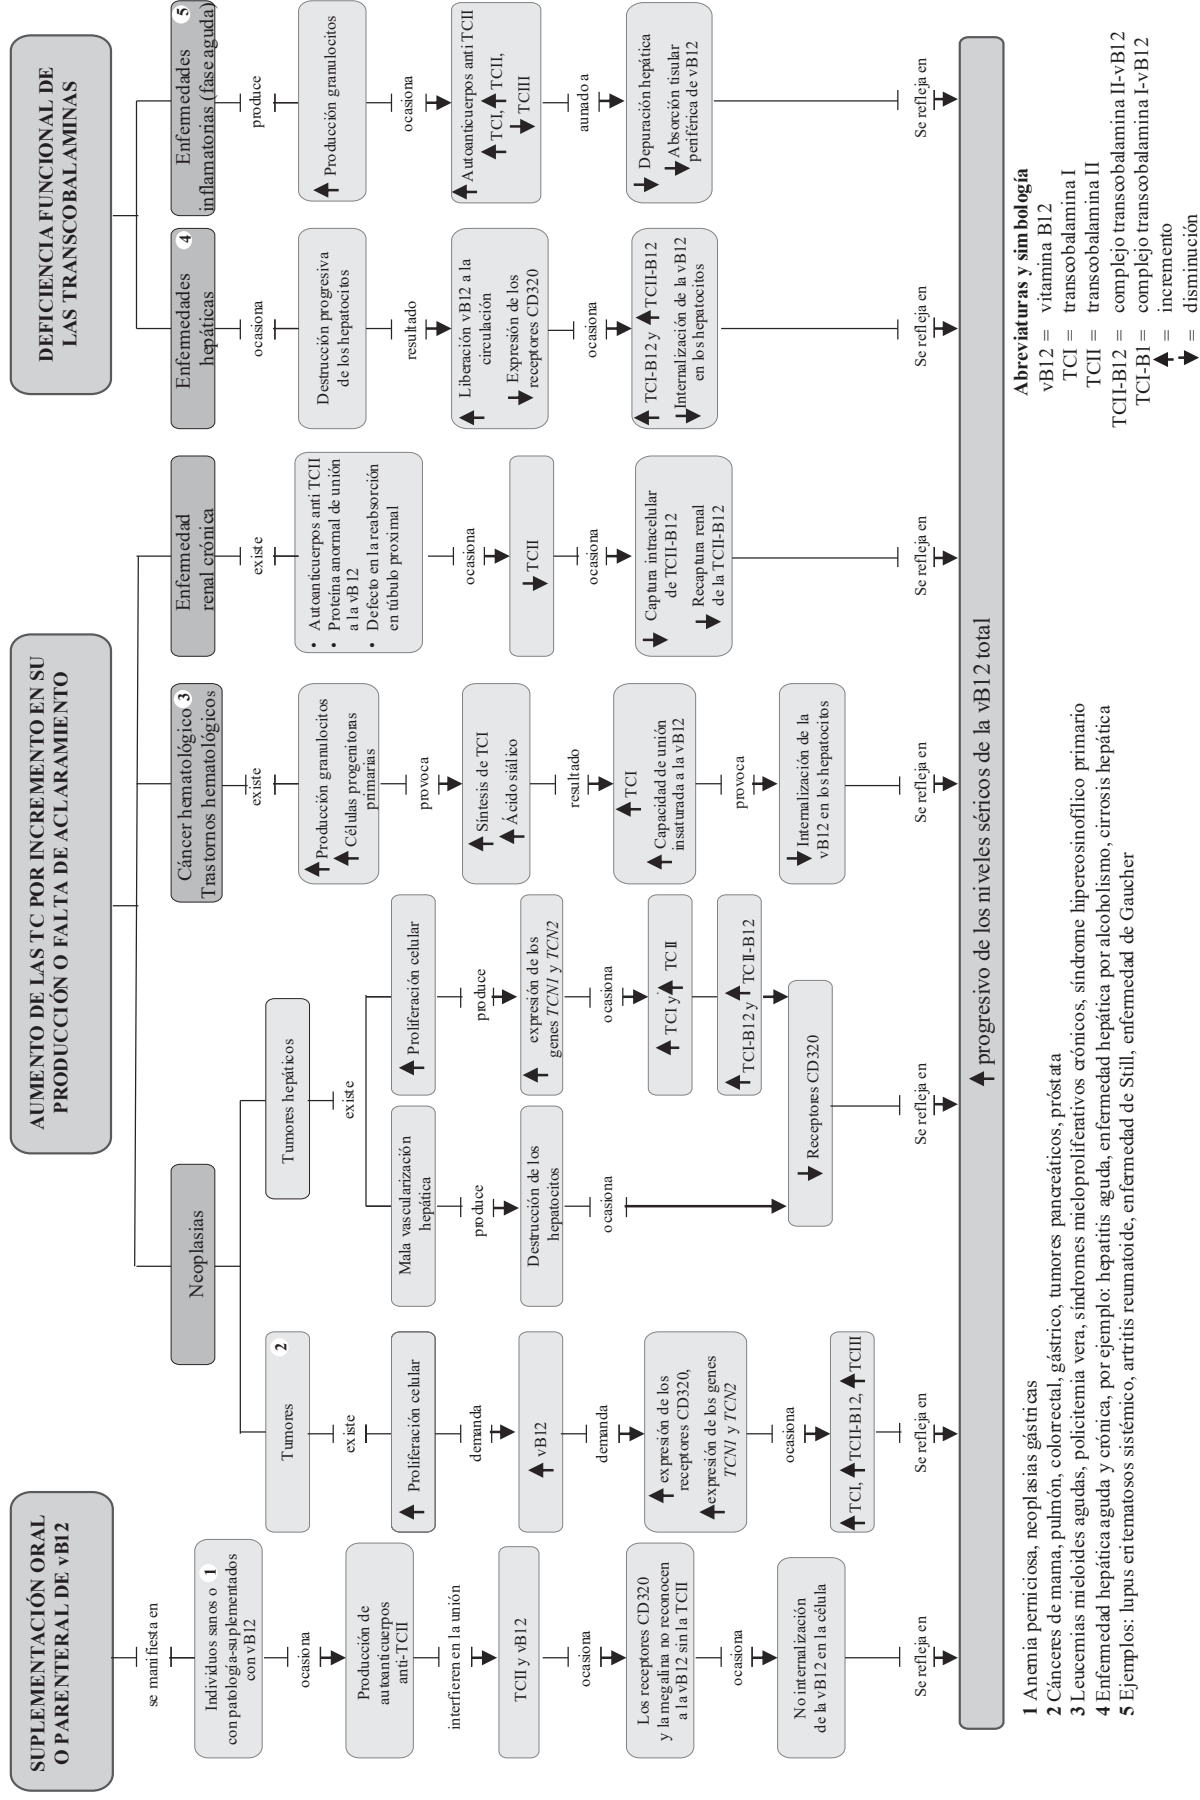 SUPLEMENTACIÓN ORAL
O PARENTERAL DE vB12
se manifiesta en
Individuos sanos o 1
con patología-suplementados
con vB12
ocasiona
Producción de
autoanticuerpos
anti-TCII
interfieren en la unión
TCII y vB12
ocasiona
Los receptores CD320
y la megalina no reconocen
a la vB12 sin la TCII
ocasiona
No internalización
de la vB12 en la célula
Se refleja en
AUMENTO DE LAS TC POR INCREMENTO EN SU
PRODUCCIÓN O FALTA DE ACLARAMIENTO
Neoplasias
Tumores 2
existe
↑ Proliferación celular
demanda
↑ vB12
demanda
↑ expresión de los
receptores CD320,
↑expresión de los genes
TCN1 y TCN2
ocasiona
↑TCI, ↑TCII-B12, ↑TCIII
Se refleja en
Tumores hepáticos
existe
Mala vascularización
hepática
produce
Destrucción de los
hepatocitos
ocasiona
↑ Proliferación celular
produce
↑ expresión de los
genes TCN1 y TCN2
ocasiona
↑ TCI y ↑ TCII
↑TCI-B12 y ↑TCII-B12
↓ Receptores CD320
Se refleja en
Cáncer hematológico 3
Trastornos hematológicos
existe
↑ Producción granulocitos
↑ Células progenitoras
primarias
provoca
↑ Síntesis de TCI
↑ Ácido siálico
resultado
↑ TCI
↑ Capacidad de unión
insaturada a la vB12
provoca
↓ Internalización de la
vB12 en los hepatocitos
Se refleja en
Enfermedad
renal crónica
existe
• Autoanticuerpos anti TCII
• Proteína anormal de unión
a la vB12
• Defecto en la reabsorción
en túbulo proximal
ocasiona
↓ TCII
ocasiona
↓ Captura intracelular
de TCII-B12
↓ Recaptura renal
de la TCII-B12
Se refleja en
DEFICIENCIA FUNCIONAL DE
LAS TRANSCOBALAMINAS
Enfermedades 4
hepáticas
ocasiona
Destrucción progresiva
de los hepatocitos
resultado
↑ Liberación vB12 a la
circulación
↓ Expresión de los
receptores CD320
ocasiona
↑ TCI-B12 y ↑TCII-B12
↓Internalización de la vB12
en los hepatocitos
Se refleja en
Enfermedades 5
inflamatorias (fase aguda)
produce
↑ Producción granulocitos
ocasiona
↑Autoanticuerpos anti TCII
↑TCI, ↑TCII,
↓TCIII
aunado a
↓ Depuración hepática
↓ Absorción tisular
periférica de vB12
Se refleja en
↑ progresivo de los niveles séricos de la vB12 total
1 Anemia perniciosa, neoplasias gástricas
2 Cánceres de mama, pulmón, colorrectal, gástrico, tumores pancreáticos, próstata
3 Leucemias mieloides agudas, policitemia vera, síndromes mieloproliferativos crónicos, síndrome hipereosinofílico primario
4 Enfermedad hepática aguda y crónica, por ejemplo: hepatitis aguda, enfermedad hepática por alcoholismo, cirrosis hepática
5 Ejemplos: lupus eritematosos sistémico, artritis reumatoide, enfermedad de Still, enfermedad de Gaucher
Abreviaturas y simbología
vB12 = vitamina B12
TCI = transcobalamina I
TCII = transcobalamina II
TCII-B12 = complejo transcobalamina II-vB12
TCI-B1 = complejo transcobalamina I-vB12
↑ = incremento
↓ = disminución